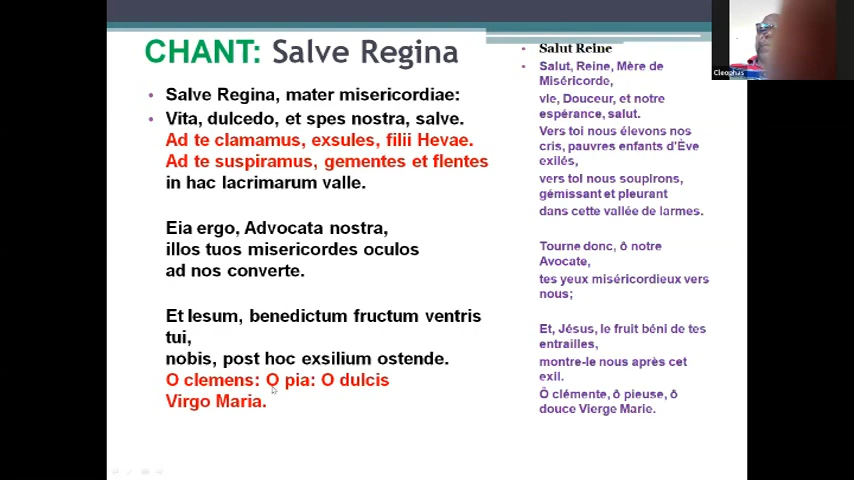 CHANT: Salve Regina
Salve Regina, mater misericordiae:
Vita, dulcedo, et spes nostra, salve.
Ad te clamamus, exsules, filii Hevae.
Ad te suspiramus, gementes et flentes
in hac lacrimarum valle.
Eia ergo, Advocata nostra,
illos tuos misericordes oculos
ad nos converte.
Et Iesum, benedictum fructum ventris
tui,
nobis, post hoc exsilium ostende.
O clemens: O pia: O dulcis
Virgo Maria.
Salut Reine
Salut, Reine, Mère de
Miséricorde,
vie, Douceur, et notre
espérance, salut.
Vers toi nous élevons nos
cris, pauvres enfants d'Ève
exilés,
vers toi nous soupirons,
gémissant et pleurant
dans cette vallée de larmes.
Tourne donc, ô notre
Avocate,
tes yeux miséricordieux vers
nous;
Et, Jésus, le fruit béni de tes
entrailles,
montre-le nous après cet
exil.
Ô clémente, ô pieuse, ô
douce Vierge Marie.
Cleophas